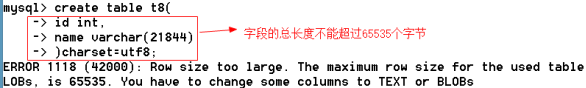 mysql> create table t8(
-> id int,
-> name varchar(21844)
-> )charset=utf8;
字段的总长度不能超过65535个字节
ERROR 1118 (42000): Row size too large. The maximum row size for the used table
LOBs, is 65535. You have to change some columns to TEXT or BLOBs